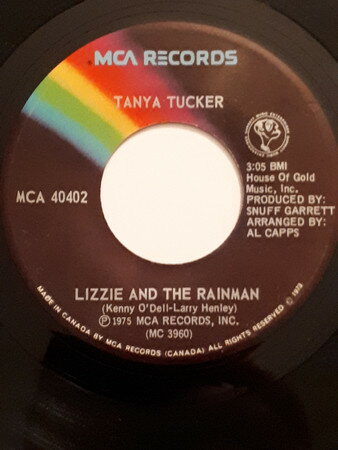 MCA RECORDS
TANYA TUCKER
MCA 40402
3:05 BMI
House Of Gold
Music, Inc.
PRODUCED BY:
SNUFF GARRETT
ARRANGED BY:
AL CAPPS
LIZZIE AND THE RAINMAN
(Kenny O'Dell-Larry Henley)
Ⓟ1975 MCA RECORDS, INC.
(MC 3960)
MADE IN CANADA BY MCA RECORDS (CANADA) ALL RIGHTS RESERVED